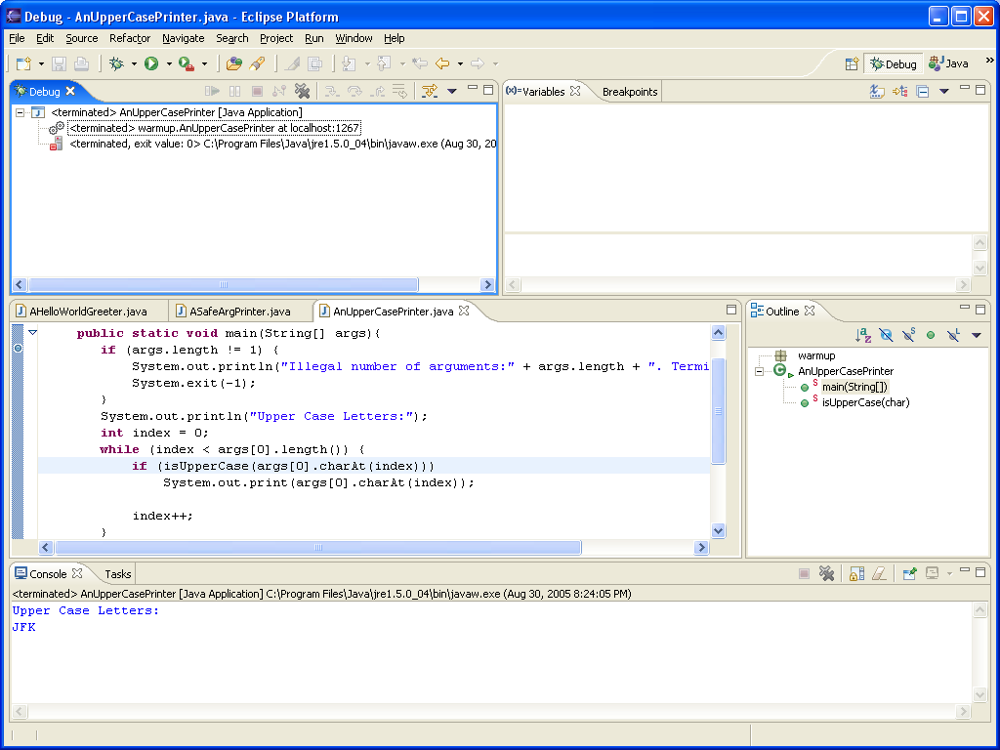 Debug - AnUpperCasePrinter.java - Eclipse Platform
File Edit Source Refactor Navigate Search Project Run Window Help
Debug Java »
Debug
<terminated> AnUpperCasePrinter [Java Application]
<terminated> warmup.AnUpperCasePrinter at localhost:1267
<terminated, exit value: 0> C:\Program Files\Java\jre1.5.0_04\bin\javaw.exe (Aug 30, 20
(x)= Variables Breakpoints
AHelloWorldGreeter.java ASafeArgPrinter.java AnUpperCasePrinter.java
public static void main(String[] args){
if (args.length != 1) {
System.out.println("Illegal number of arguments:" + args.length + ". Termi
System.exit(-1);
}
System.out.println("Upper Case Letters:");
int index = 0;
while (index < args[0].length()) {
if (isUpperCase(args[0].charAt(index)))
System.out.print(args[0].charAt(index));
index++;
}
Outline
warmup
AnUpperCasePrinter
S main(String[])
S isUpperCase(char)
Console Tasks
<terminated> AnUpperCasePrinter [Java Application] C:\Program Files\Java\jre1.5.0_04\bin\javaw.exe (Aug 30, 2005 8:24:05 PM)
Upper Case Letters:
JFK